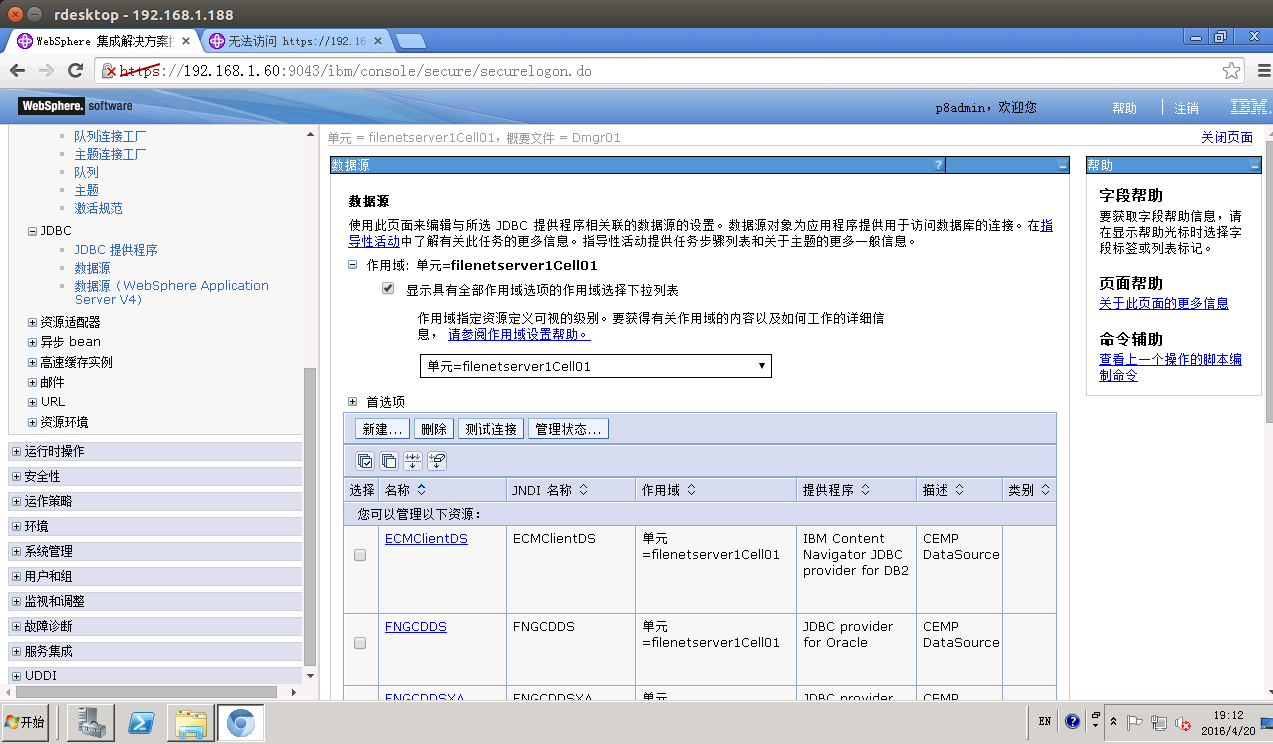 rdesktop - 192.168.1.188
WebSphere 集成解决方案
无法访问 https://192.16
https://192.168.1.60:9043/ibm/console/secure/securelogon.do
WebSphere. software
p8admin，欢迎您
帮助
注销
IBM.
队列连接工厂
主题连接工厂
队列
主题
激活规范
JDBC
JDBC 提供程序
数据源
数据源（WebSphere Application
Server V4）
资源适配器
异步 bean
高速缓存实例
邮件
URL
资源环境
运行时操作
安全性
运作策略
环境
系统管理
用户和组
监视和调整
故障诊断
服务集成
UDDI
单元 = filenetserver1Cell01，概要文件 = Dmgr01
关闭页面
数据源
?
数据源
使用此页面来编辑与所选 JDBC 提供程序相关联的数据源的设置。数据源对象为应用程序提供用于访问数据库的连接。在指
导性活动中了解有关此任务的更多信息。指导性活动提供任务步骤列表和关于主题的更多一般信息。
作用域: 单元=filenetserver1Cell01
显示具有全部作用域选项的作用域选择下拉列表
作用域指定资源定义可视的级别。要获得有关作用域的内容以及如何工作的详细信
息， 请参阅作用域设置帮助。
单元=filenetserver1Cell01
首选项
新建...
删除
测试连接
管理状态...
选择 名称 JNDI 名称 作用域 提供程序 描述 类别
您可以管理以下资源:
ECMClientDS
ECMClientDS
单元
=filenetserver1Cell01
IBM Content
Navigator JDBC
provider for DB2
CEMP
DataSource
FNGCDDS
FNGCDDS
单元
=filenetserver1Cell01
JDBC provider
for Oracle
CEMP
DataSource
FNGCDDSXA
FNGCDDSXA
单元
JDBC provider
CEMP
帮助
字段帮助
要获取字段帮助信息，请
在显示帮助光标时选择字
段标签或列表标记。
页面帮助
关于此页面的更多信息
命令辅助
查看上一个操作的脚本编
制命令
开始
EN
19:12
2016/4/20